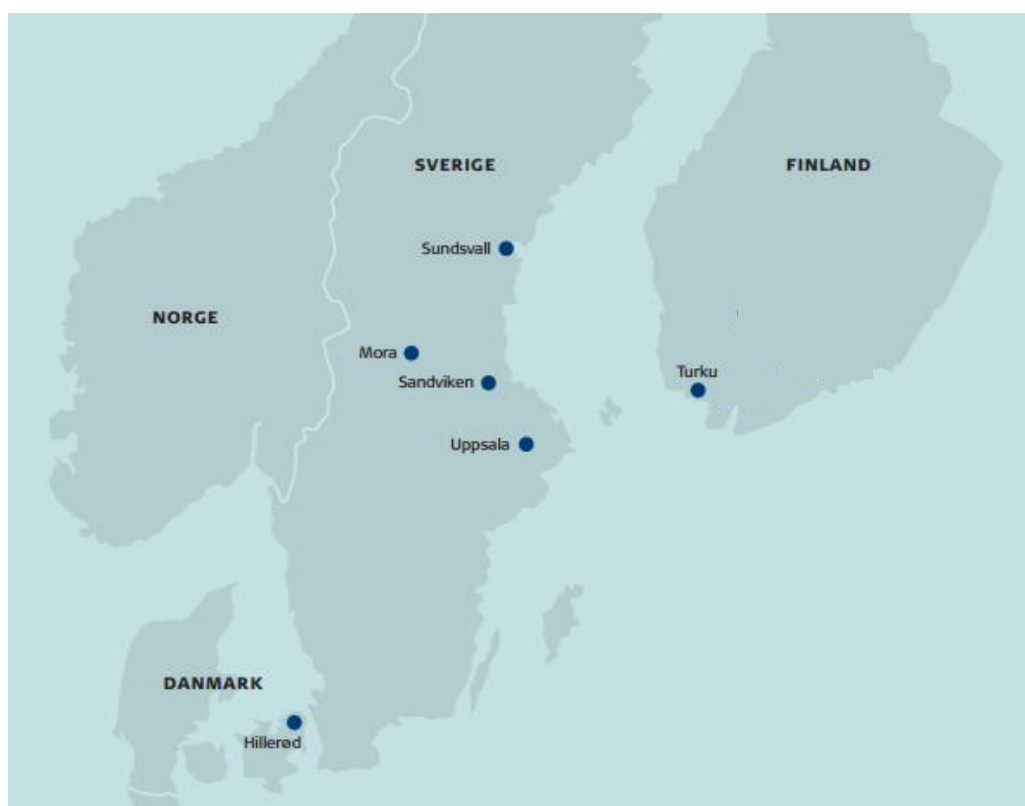 SVERIGE
FINLAND
Sundsvall
NORGE
Mora
Sandviken
Turku
Uppsala
DANMARK
Hillerød